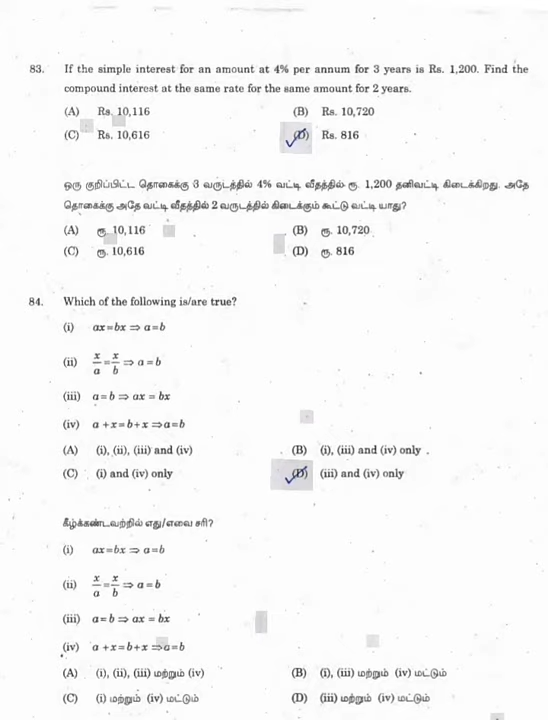 83. If the simple interest for an amount at 4% per annum for 3 years is Rs. 1,200. Find the
compound interest at the same rate for the same amount for 2 years.
(A) Rs. 10,116 (B) Rs. 10,720
(C) Rs. 10,616 (D) Rs. 816
ஒரு குறிப்பிட்ட தொகைக்கு 3 வருடத்தில் 4% வட்டி வீதத்தில் ரூ. 1,200 தனிவட்டி கிடைக்கிறது. அதே
தொகைக்கு அதே வட்டி வீதத்தில் 2 வருடத்தில் கிடைக்கும் கூட்டு வட்டி யாது?
(A) ரூ. 10,116 (B) ரூ. 10,720
(C) ரூ. 10,616 (D) ரூ. 816
84. Which of the following is/are true?
(i) ax = bx ⇒ a = b
(ii) x/a = x/b ⇒ a = b
(iii) a = b ⇒ ax = bx
(iv) a + x = b + x ⇒ a = b
(A) (i), (ii), (iii) and (iv) (B) (i), (iii) and (iv) only
(C) (i) and (iv) only (D) (iii) and (iv) only
கீழ்க்கண்டவற்றில் எது/எவை சரி?
(i) ax = bx ⇒ a = b
(ii) x/a = x/b ⇒ a = b
(iii) a = b ⇒ ax = bx
(iv) a + x = b + x ⇒ a = b
(A) (i), (ii), (iii) மற்றும் (iv) (B) (i), (iii) மற்றும் (iv) மட்டும்
(C) (i) மற்றும் (iv) மட்டும் (D) (iii) மற்றும் (iv) மட்டும்